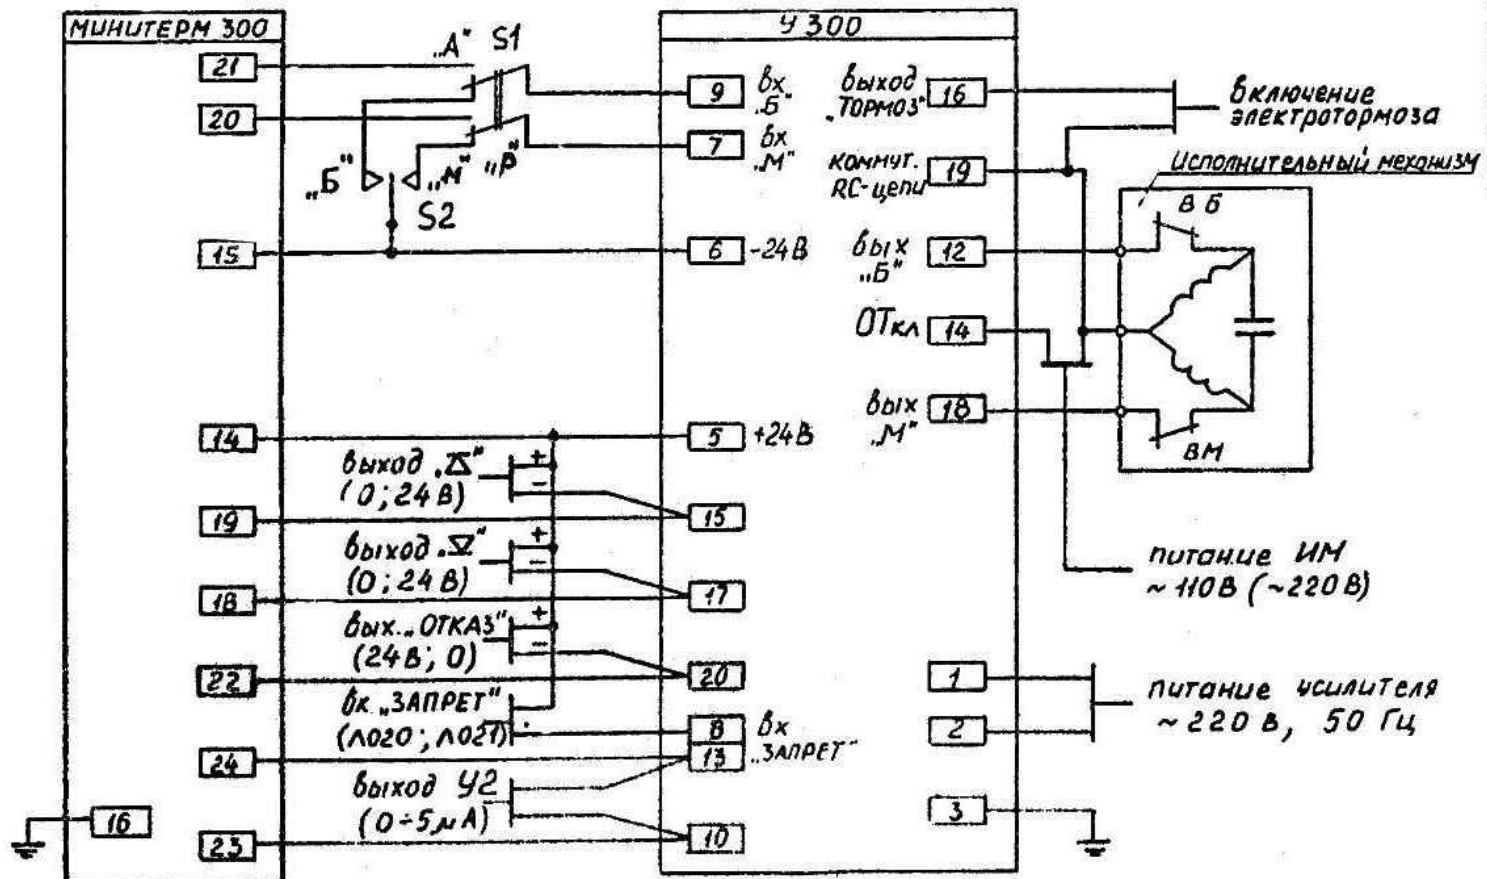 МИНИТЕРМ 300
У 300
21
20
15
14
19
18
22
24
16
23
„А"
S1
„Б"
„М"
„Р"
S2
9
вх
„Б"
7
вх
„М"
6
-24В
5
+24В
15
17
20
8
вх
13
„ЗАПРЕТ"
10
выход
„ТОРМОЗ"
16
коммут.
RC-цепи
19
вых
„Б"
12
ОТкл
14
вых
„М"
18
1
2
3
включение
электротормоза
исполнительный механизм
ВБ
ВМ
питание ИМ
~110В (~220В)
питание усилителя
~220 В, 50 Гц
выход
(0; 24 В)
+
-
выход
(0; 24 В)
+
-
вых. „ОТКАЗ"
(24В; 0)
+
-
вх. „ЗАПРЕТ"
(ЛОГ0; ЛОГ1)
выход У2
(0÷5мА)